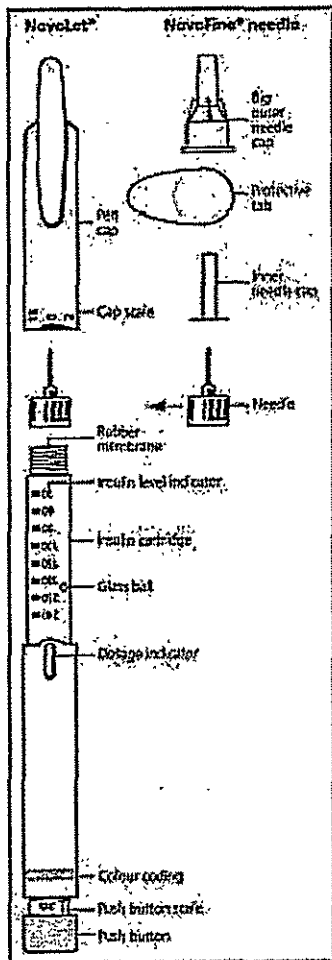 NovoLet®
NovoFine® needle
Big
outer
needle
cap
Protective
tab
Pen
cap
Inner
needle cap
Cap scale
Needle
Rubber
membrane
Insulin level indicator
Insulin cartridge
Glass ball
Dosage indicator
Colour coding
Push button scale
Push button